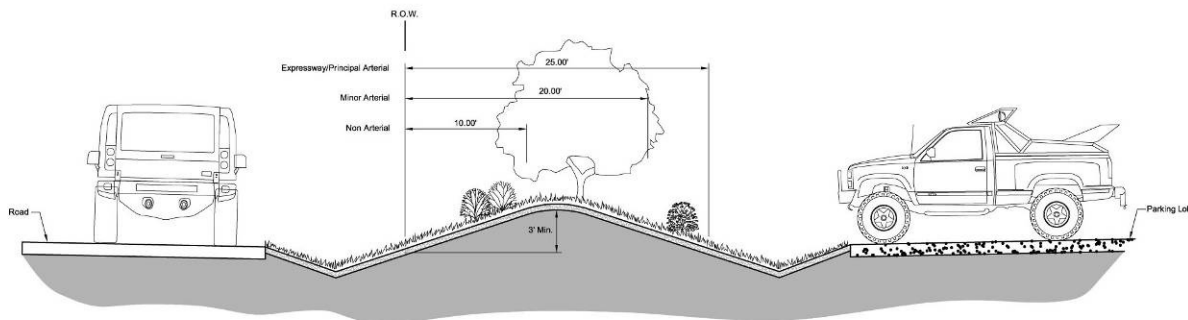 R.O.W.
Expressway/Principal Arterial
25.00'
Minor Arterial
20.00'
Non Arterial
10.00'
Road
3' Min.
Parking Lot